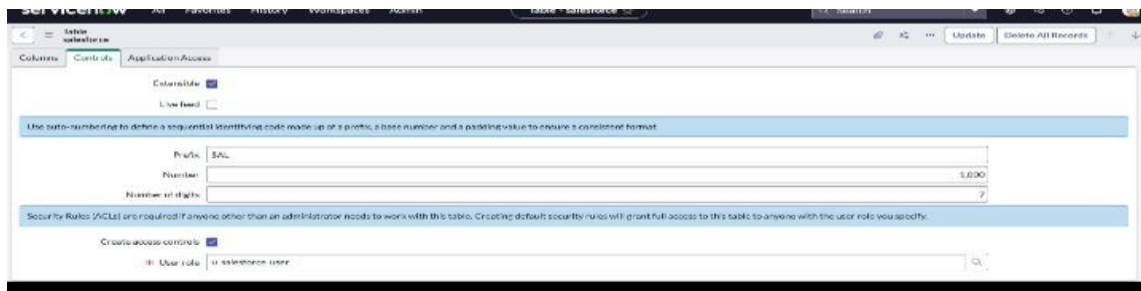 servicenow All Favorites History Workspaces Admin Table - salesforce Search
Table
salesforce
Update Delete All Records
Columns Controls Application Access
Extensible
Live feed
Use auto-numbering to define a sequential identifying code made up of a prefix, a base number and a padding value to ensure a consistent format
Prefix SAL
Number 1,000
Number of digits 7
Security Rules (ACLs) are required if anyone other than an administrator needs to work with this table. Creating default security rules will grant full access to this table to anyone with the user role you specify.
Create access controls
User role u salesforce user